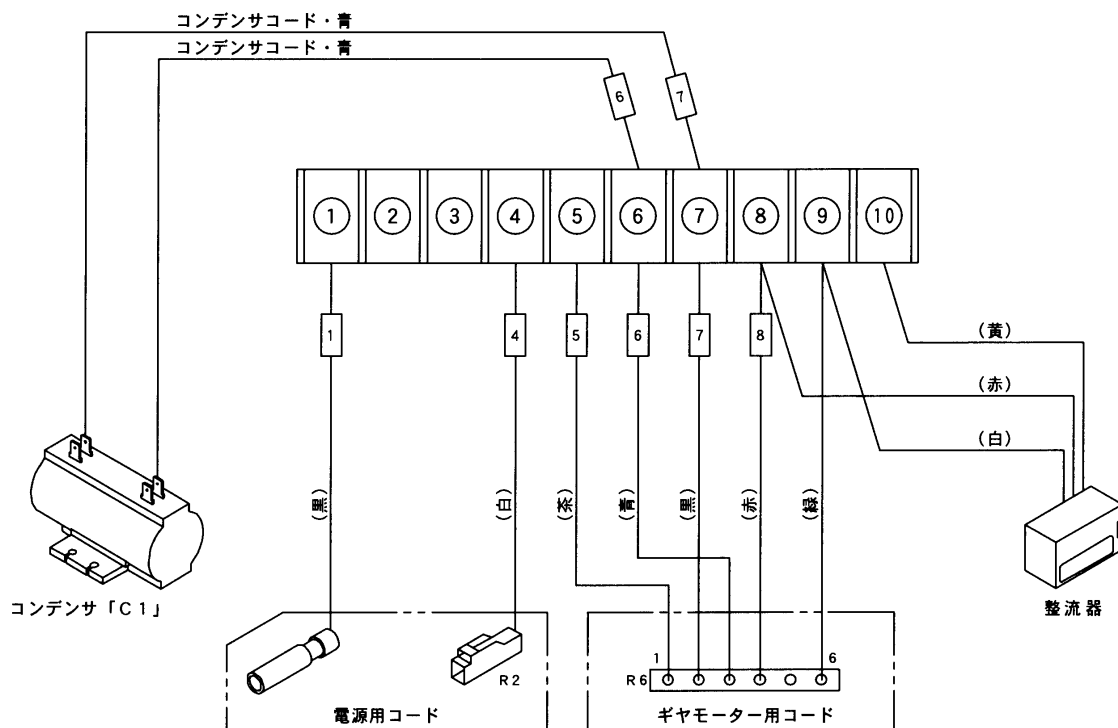 コンデンサコード・青
コンデンサコード・青
6 7
① ② ③ ④ ⑤ ⑥ ⑦ ⑧ ⑨ ⑩
1 4 5 6 7 8
(黄)
(赤)
(白)
(黒) (白) (茶) (青) (黒) (赤) (緑)
コンデンサ「C1」
整流器
1 6
R2 R6
電源用コード ギヤモーター用コード